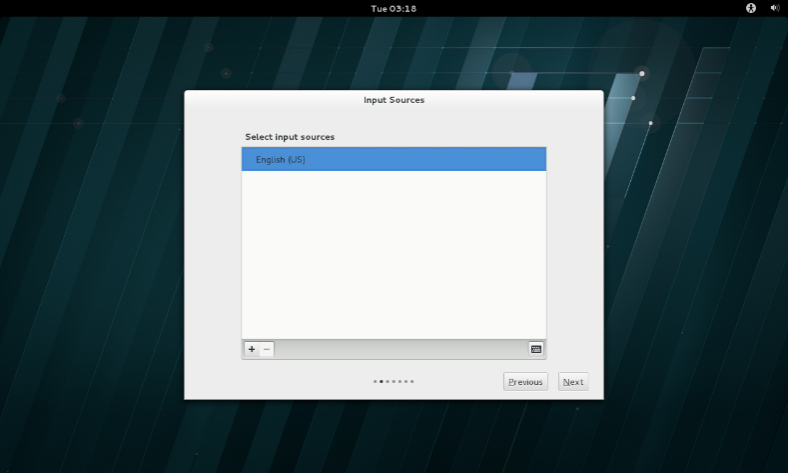 Tue 03:18
Input Sources
Select input sources
English (US)
+ −
Previous Next